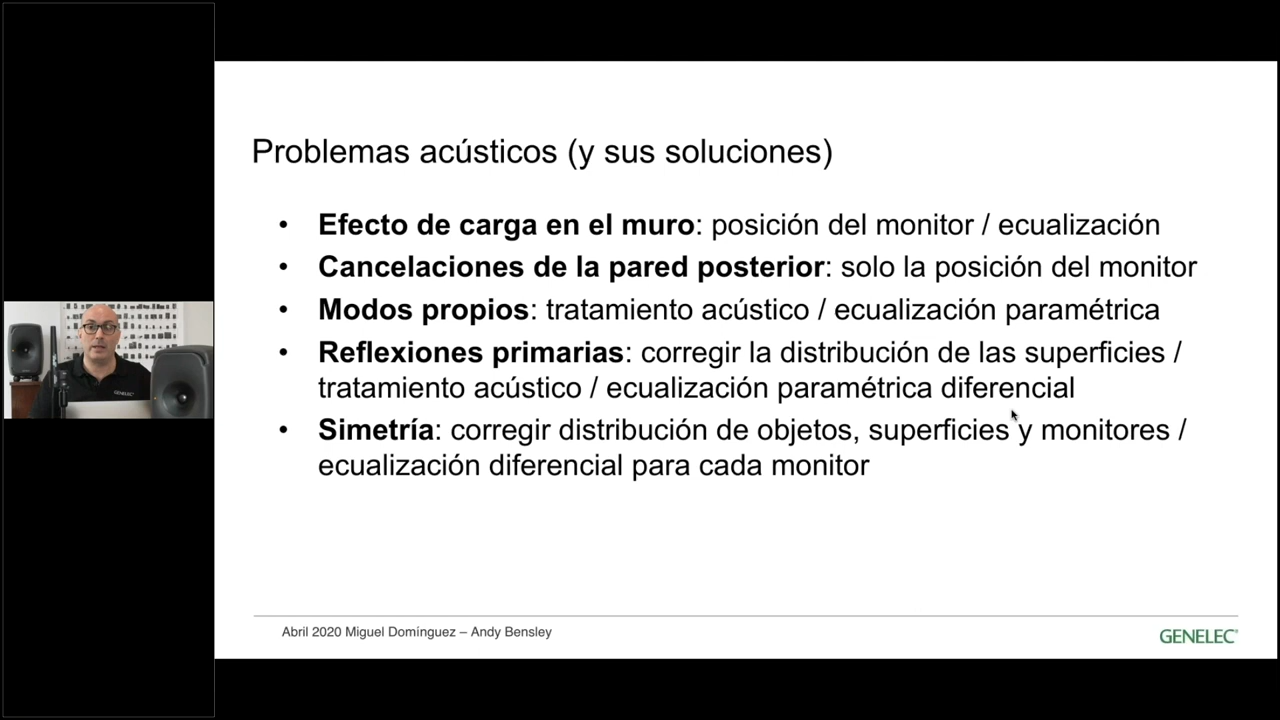 Problemas acústicos (y sus soluciones)
• Efecto de carga en el muro: posición del monitor / ecualización
• Cancelaciones de la pared posterior: solo la posición del monitor
• Modos propios: tratamiento acústico / ecualización paramétrica
• Reflexiones primarias: corregir la distribución de las superficies /
tratamiento acústico / ecualización paramétrica diferencial
• Simetría: corregir distribución de objetos, superficies y monitores /
ecualización diferencial para cada monitor
Abril 2020 Miguel Domínguez – Andy Bensley
GENELEC®
GENELEC